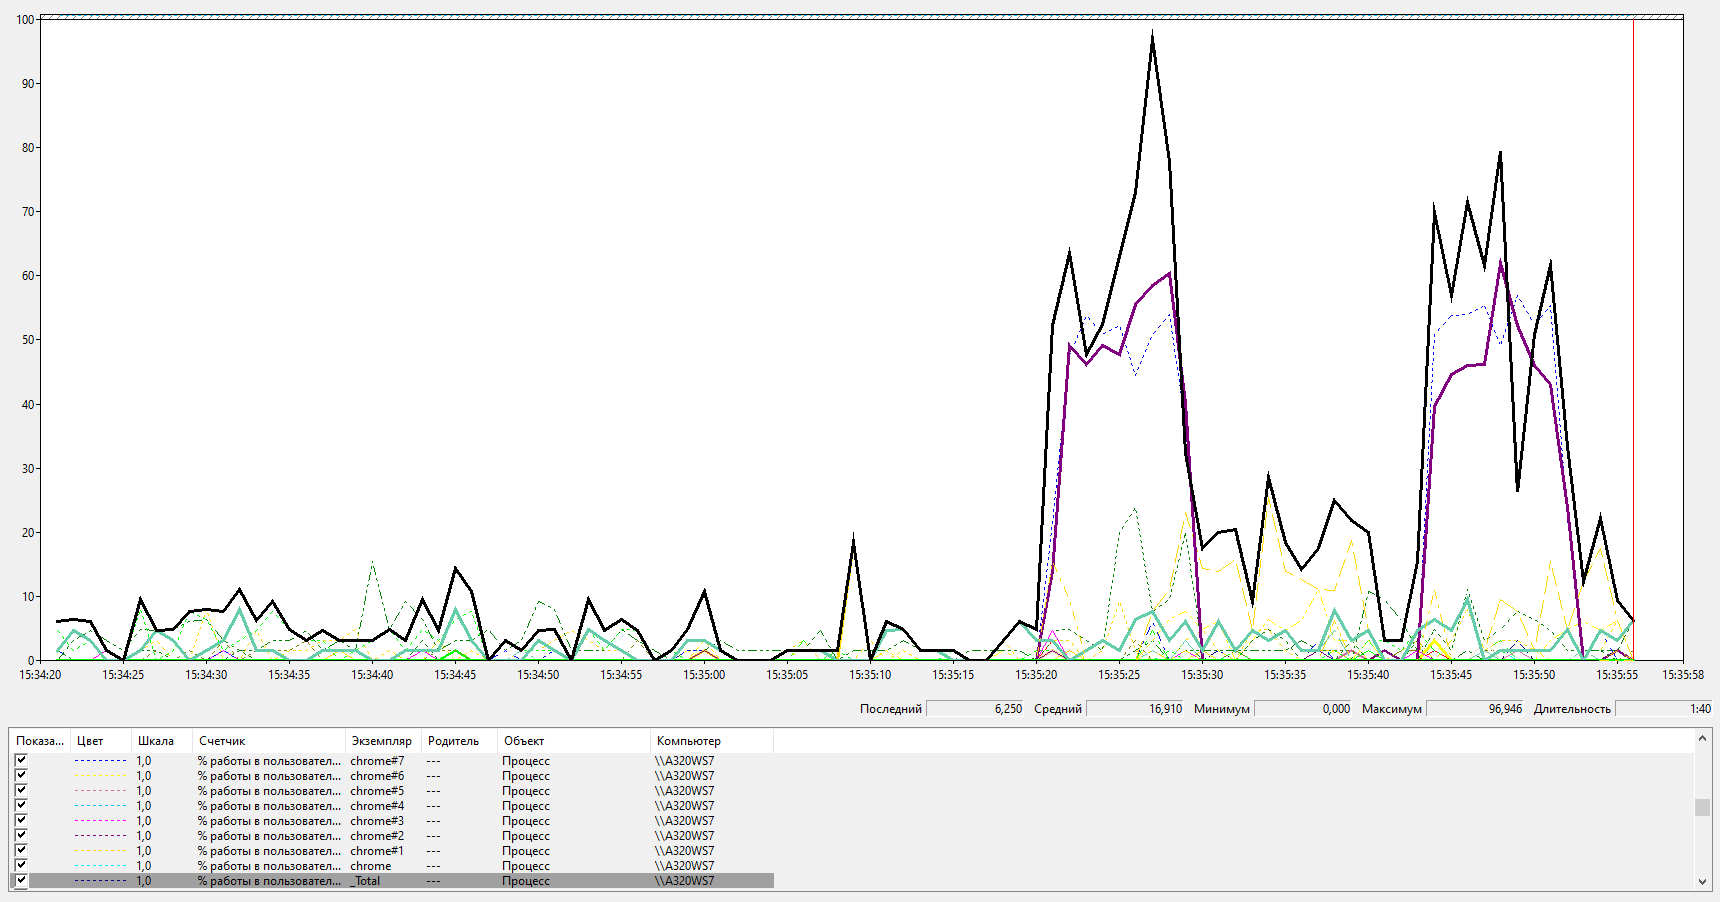 100
90
80
70
60
50
40
30
20
10
0
15:34:20 15:34:25 15:34:30 15:34:35 15:34:40 15:34:45 15:34:50 15:34:55 15:35:00 15:35:05 15:35:10 15:35:15 15:35:20 15:35:25 15:35:30 15:35:35 15:35:40 15:35:45 15:35:50 15:35:55 15:35:58
Последний 6,250 Средний 16,910 Минимум 0,000 Максимум 96,946 Длительность 1:40
Показа... Цвет Шкала Счетчик Экземпляр Родитель Объект Компьютер
1,0 % работы в пользовател... chrome#7 --- Процесс \\A320WS7
1,0 % работы в пользовател... chrome#6 --- Процесс \\A320WS7
1,0 % работы в пользовател... chrome#5 --- Процесс \\A320WS7
1,0 % работы в пользовател... chrome#4 --- Процесс \\A320WS7
1,0 % работы в пользовател... chrome#3 --- Процесс \\A320WS7
1,0 % работы в пользовател... chrome#2 --- Процесс \\A320WS7
1,0 % работы в пользовател... chrome#1 --- Процесс \\A320WS7
1,0 % работы в пользовател... chrome --- Процесс \\A320WS7
1,0 % работы в пользовател... _Total --- Процесс \\A320WS7